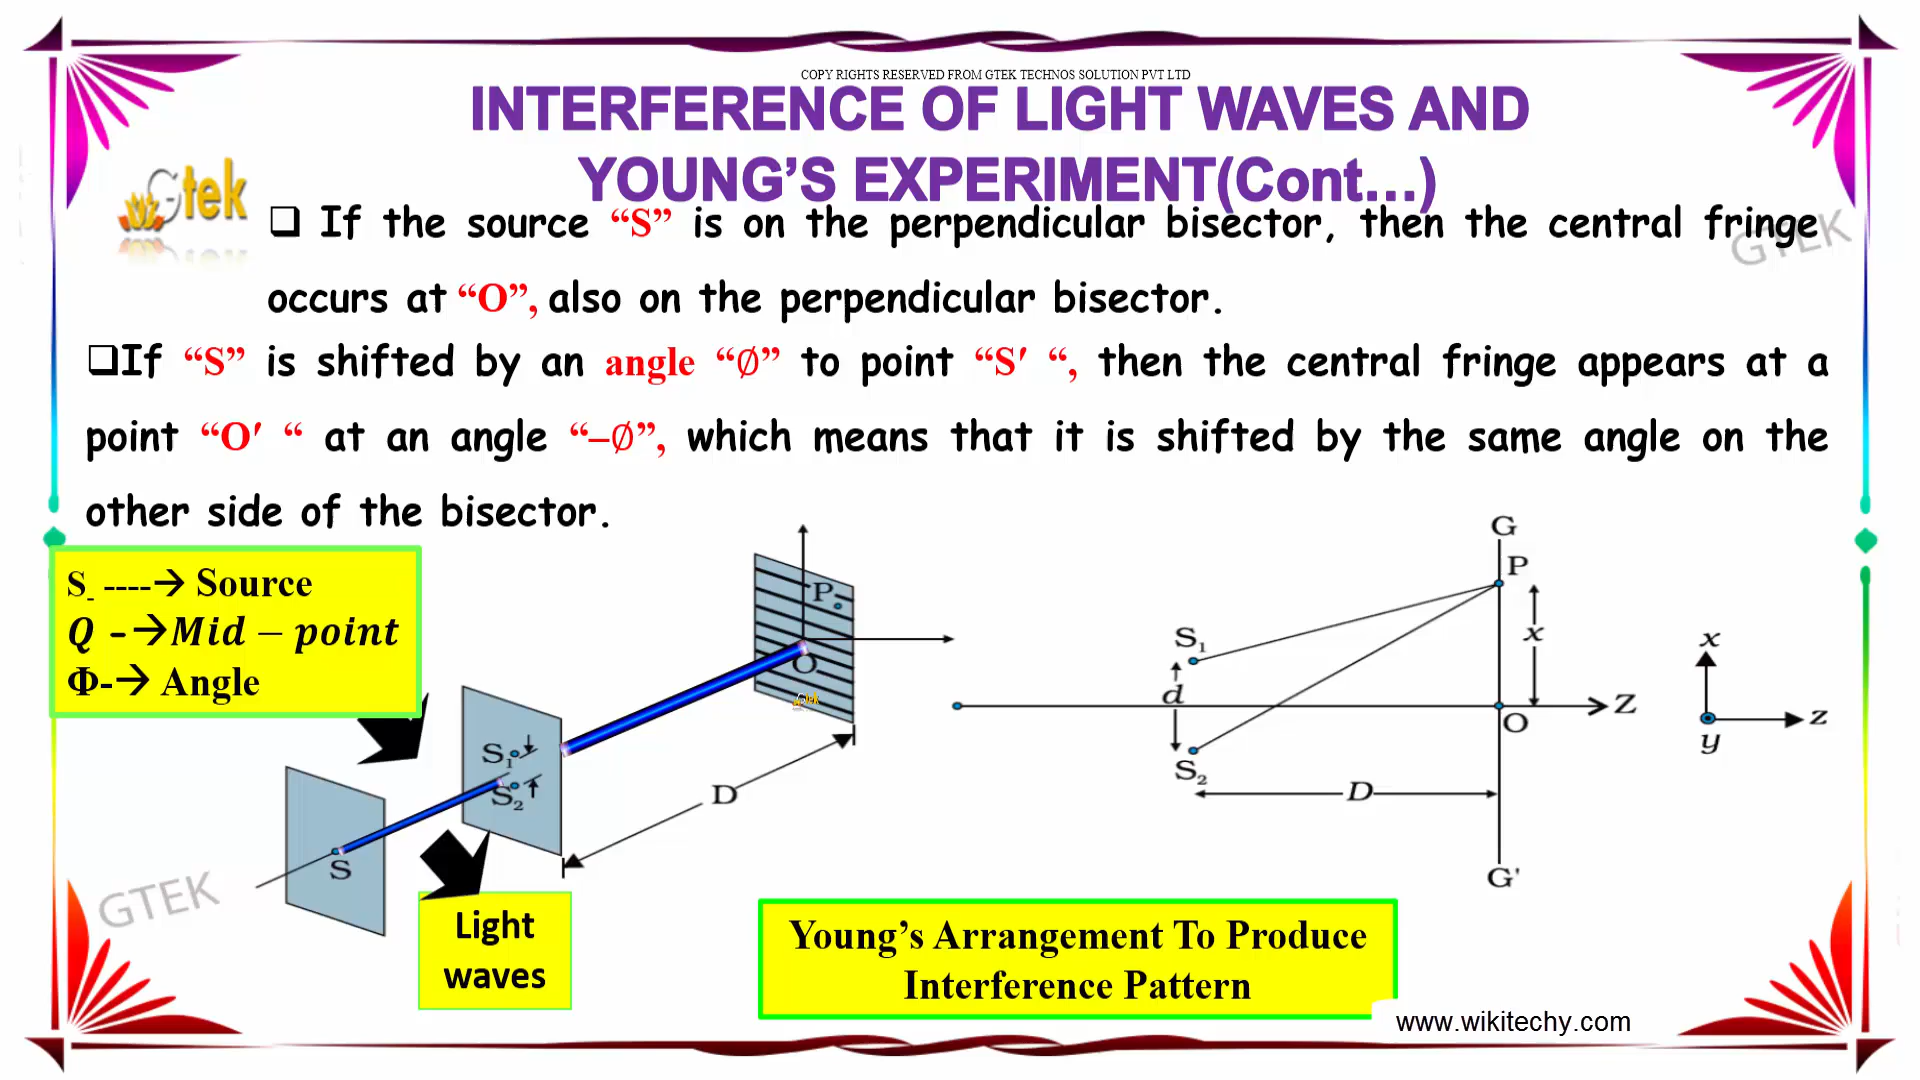 COPY RIGHTS RESERVED FROM GTEK TECHNOS SOLUTION PVT LTD
INTERFERENCE OF LIGHT WAVES AND
YOUNG’S EXPERIMENT(Cont...)
Gtek
❑ If the source “S” is on the perpendicular bisector, then the central fringe
GTEK
occurs at “O”, also on the perpendicular bisector.
❑If “S” is shifted by an angle “∅” to point “S′ “, then the central fringe appears at a
point “O′ “ at an angle “–∅”, which means that it is shifted by the same angle on the
other side of the bisector.
S_ ----→ Source
Q -→Mid – point
Φ-→ Angle
P
O
Gtek
S₁
S₂
D
S
G
P
x
S₁
d
Z
O
S₂
D
G'
x
z
y
GTEK
Light
waves
Young’s Arrangement To Produce
Interference Pattern
www.wikitechy.com